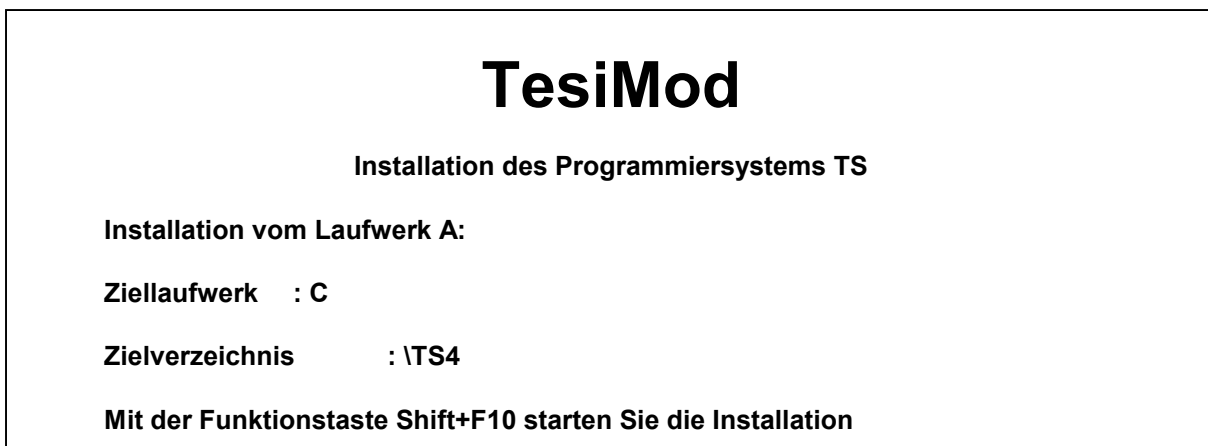 TesiMod
Installation des Programmiersystems TS
Installation vom Laufwerk A:
Ziellaufwerk : C
Zielverzeichnis : \TS4
Mit der Funktionstaste Shift+F10 starten Sie die Installation